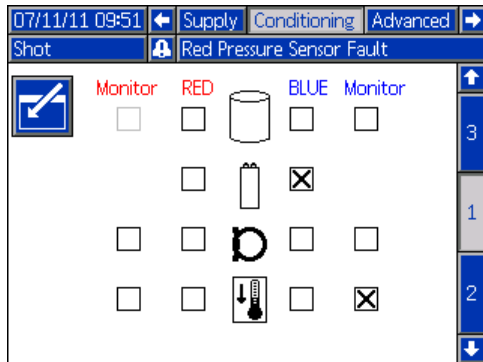 07/11/11 09:51 Supply Conditioning Advanced
Shot Red Pressure Sensor Fault
Monitor RED BLUE Monitor
3
1
2